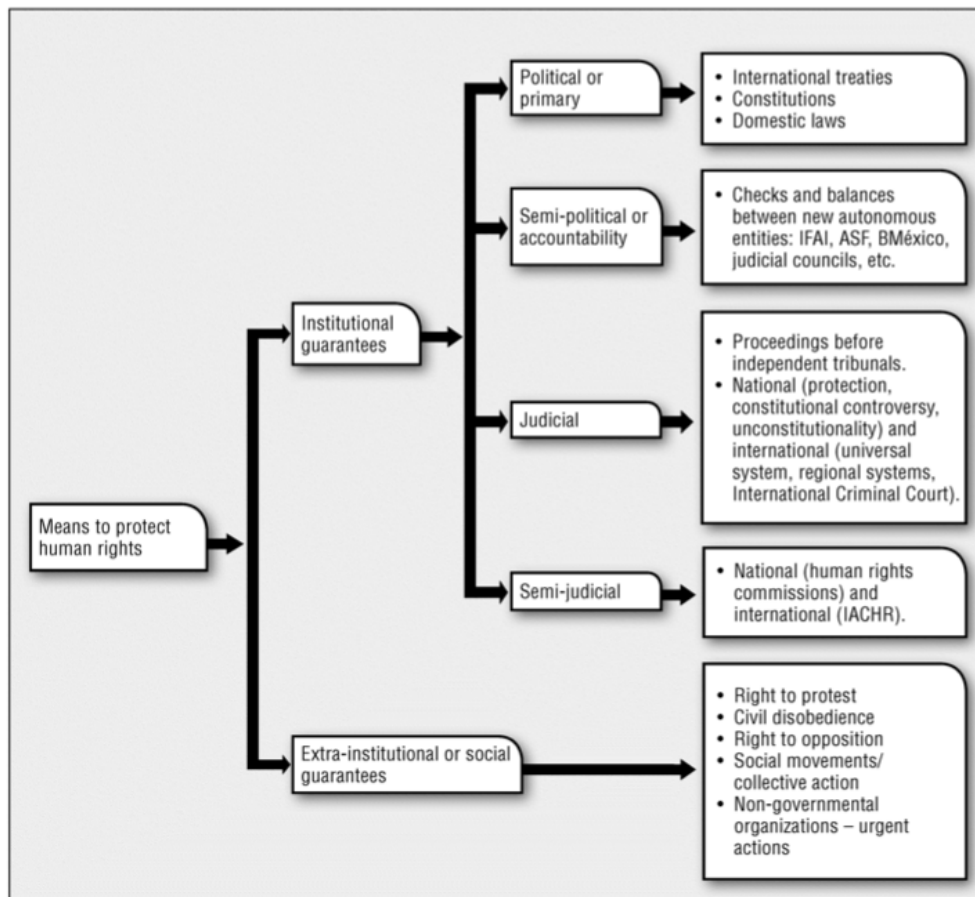 Political or
primary
• International treaties
• Constitutions
• Domestic laws
Semi-political or
accountability
• Checks and balances
between new autonomous
entities: IFAI, ASF, BMéxico,
judicial councils, etc.
Institutional
guarantees
Judicial
• Proceedings before
independent tribunals.
• National (protection,
constitutional controversy,
unconstitutionality) and
international (universal
system, regional systems,
International Criminal Court).
Means to protect
human rights
Semi-judicial
• National (human rights
commissions) and
international (IACHR).
Extra-institutional or social
guarantees
• Right to protest
• Civil disobedience
• Right to opposition
• Social movements/
collective action
• Non-governmental
organizations – urgent
actions